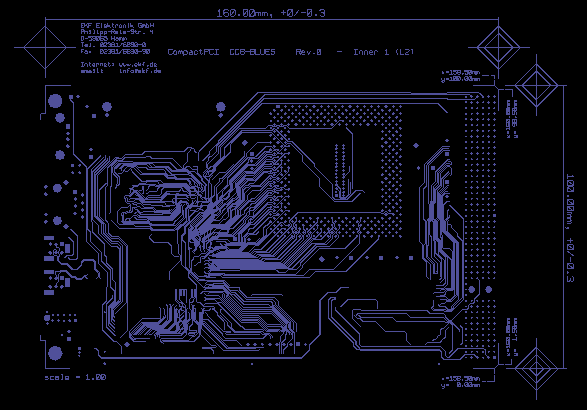 160.00mm, +0/-0.3
EKF Elektronik GmbH
Philipp-Reis-Str. 4
D-59065 Hamm
Tel. 02381/6890-0
Fax 02381/6890-90
CompactPCI CC8-BLUES Rev.0 - Inner 1 (L2)
Internet: www.ekf.de
email: info@ekf.de
x=158.50mm
y=100.00mm
100.00mm, +0/-0.3
x=158.50mm
y= 0.00mm
scale = 1.00